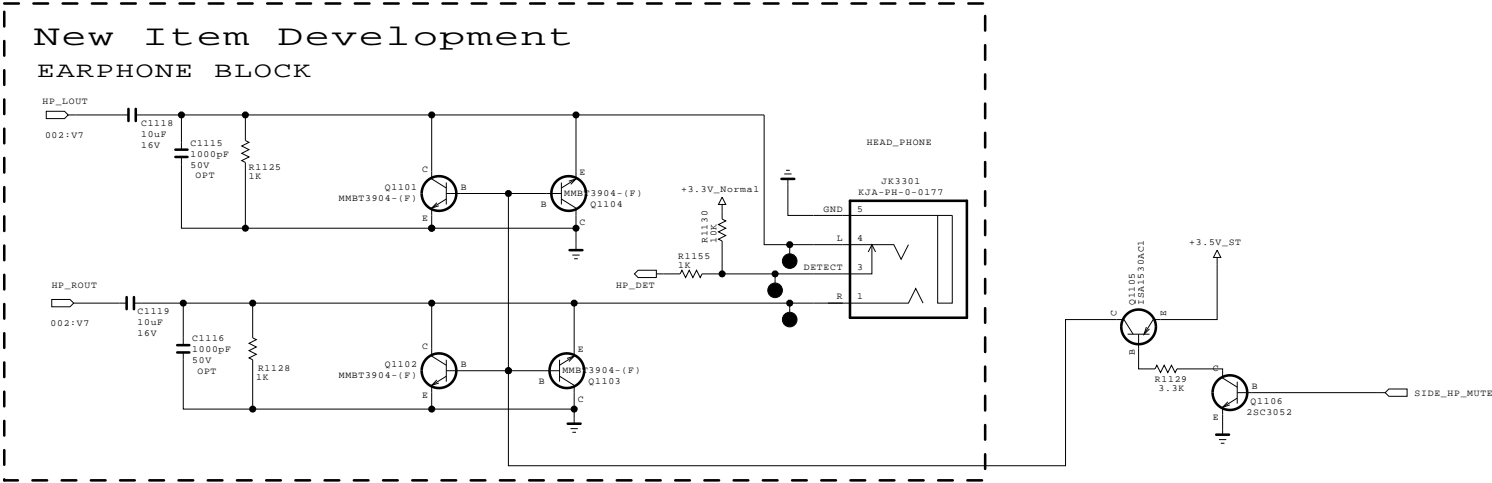 New Item Development
EARPHONE BLOCK
HP_LOUT
002:V7
C1118
10uF
16V
C1115
1000pF
50V
OPT
R1125
1K
C
Q1101
MMBT3904-(F)
B
E
E
MMBT3904-(F)
B
Q1104
C
HEAD_PHONE
JK3301
KJA-PH-0-0177
+3.3V_Normal
R1130
10K
R1155
1K
HP_DET
GND
5
L
4
DETECT
3
R
1
HP_ROUT
002:V7
C1119
10uF
16V
C1116
1000pF
50V
OPT
R1128
1K
C
Q1102
MMBT3904-(F)
B
E
E
MMBT3904-(F)
B
Q1103
C
Q1105
ISA1530AC1
+3.5V_ST
C
E
B
R1129
3.3K
C
B
Q1106
2SC3052
E
SIDE_HP_MUTE